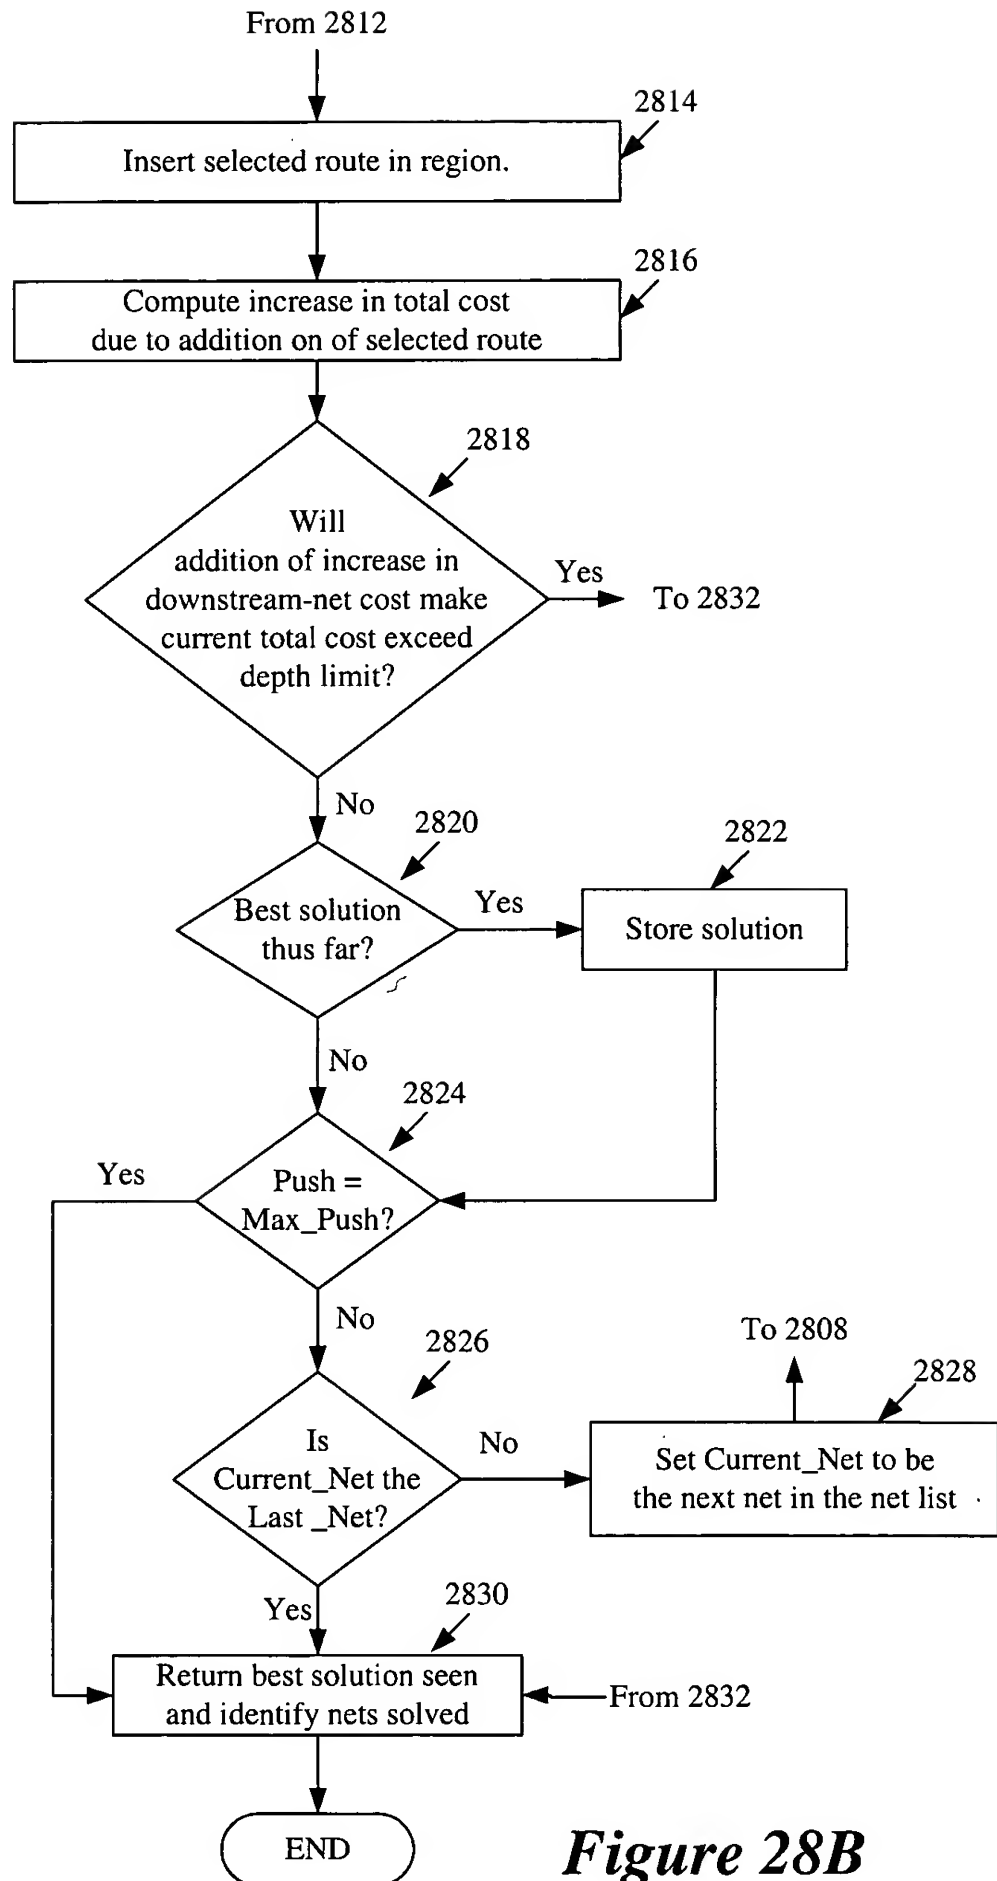 From 2812
2814
Insert selected route in region.
2816
Compute increase in total cost
due to addition on of selected route
2818
Will
addition of increase in
downstream-net cost make
current total cost exceed
depth limit?
Yes
To 2832
No
2820
Best solution
thus far?
Yes
2822
Store solution
No
2824
Push =
Max_Push?
Yes
No
2826
Is
Current_Net the
Last _Net?
No
To 2808
2828
Set Current_Net to be
the next net in the net list
Yes
2830
Return best solution seen
and identify nets solved
From 2832
END
Figure 28B